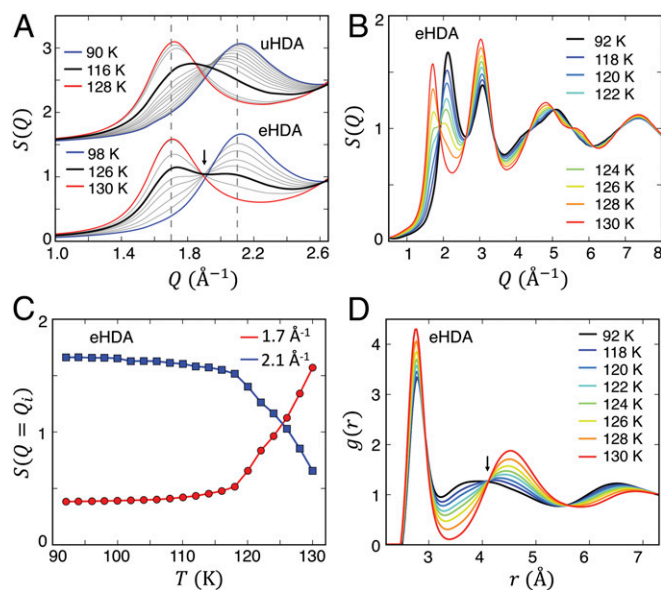 A
uHDA
90 K
116 K
128 K
eHDA
98 K
126 K
130 K
S(Q)
3
2
1
0
1.0
1.4
1.8
2.2
2.6
Q (Å⁻¹)
B
eHDA
92 K
118 K
120 K
122 K
124 K
126 K
128 K
130 K
S(Q)
2
1
0
1
2
3
4
5
6
7
8
Q (Å⁻¹)
C
eHDA
1.7 Å⁻¹
2.1 Å⁻¹
S(Q = Qᵢ)
2
1
0
90
100
110
120
130
T (K)
D
eHDA
92 K
118 K
120 K
122 K
124 K
126 K
128 K
130 K
g(r)
4
3
2
1
0
3
4
5
6
7
r (Å)